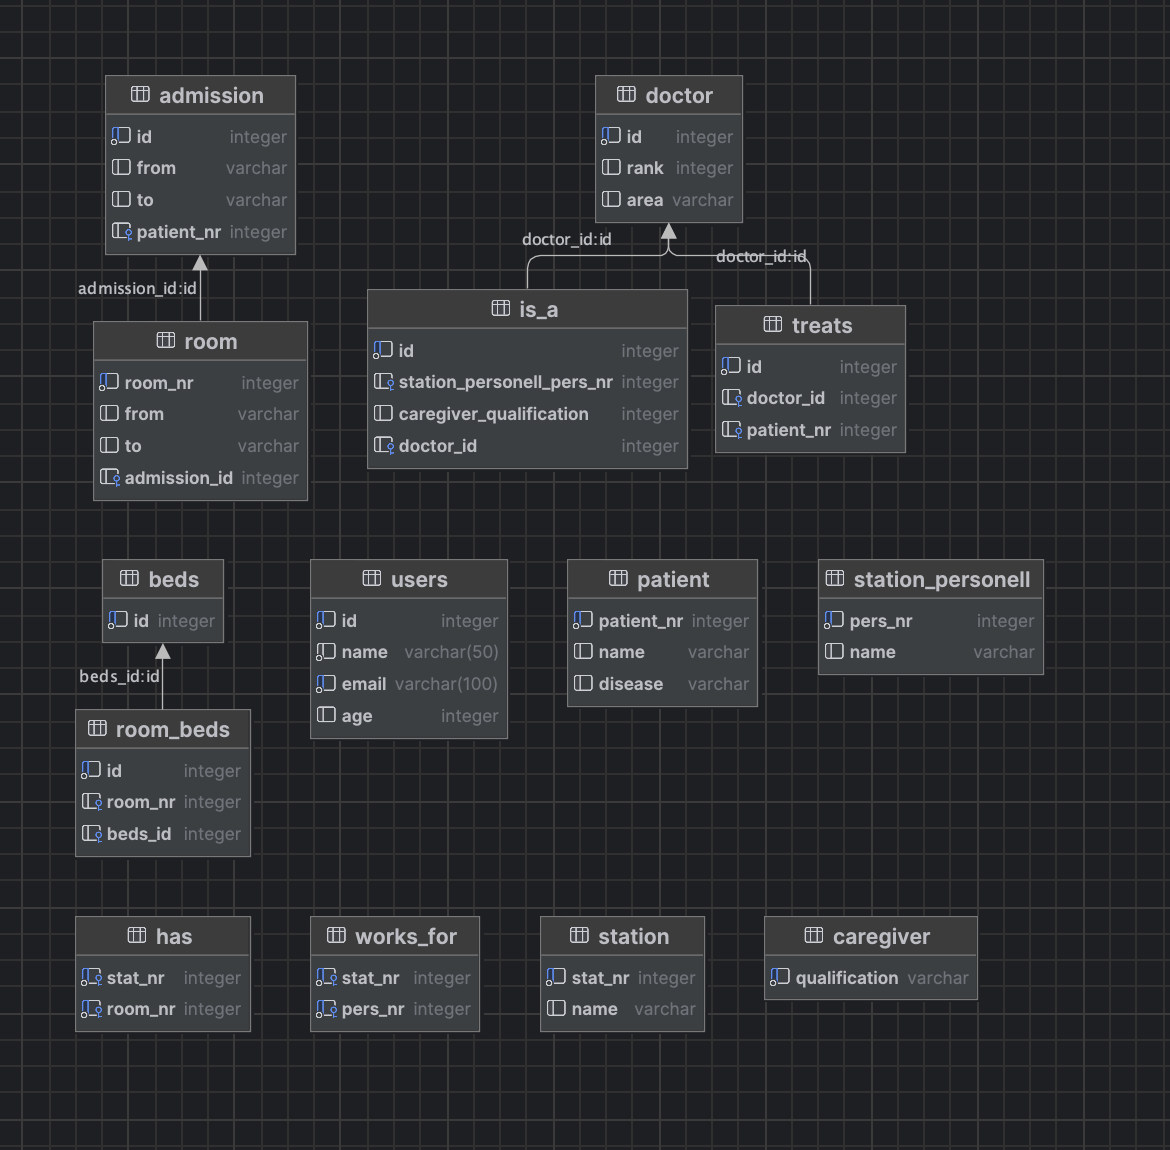 admission
id integer
from varchar
to varchar
patient_nr integer
doctor
id integer
rank integer
area varchar
admission_id:id
doctor_id:id
doctor_id:id
room
room_nr integer
from varchar
to varchar
admission_id integer
is_a
id integer
station_personell_pers_nr integer
caregiver_qualification integer
doctor_id integer
treats
id integer
doctor_id integer
patient_nr integer
beds
id integer
beds_id:id
users
id integer
name varchar(50)
email varchar(100)
age integer
patient
patient_nr integer
name varchar
disease varchar
station_personell
pers_nr integer
name varchar
room_beds
id integer
room_nr integer
beds_id integer
has
stat_nr integer
room_nr integer
works_for
stat_nr integer
pers_nr integer
station
stat_nr integer
name varchar
caregiver
qualification varchar